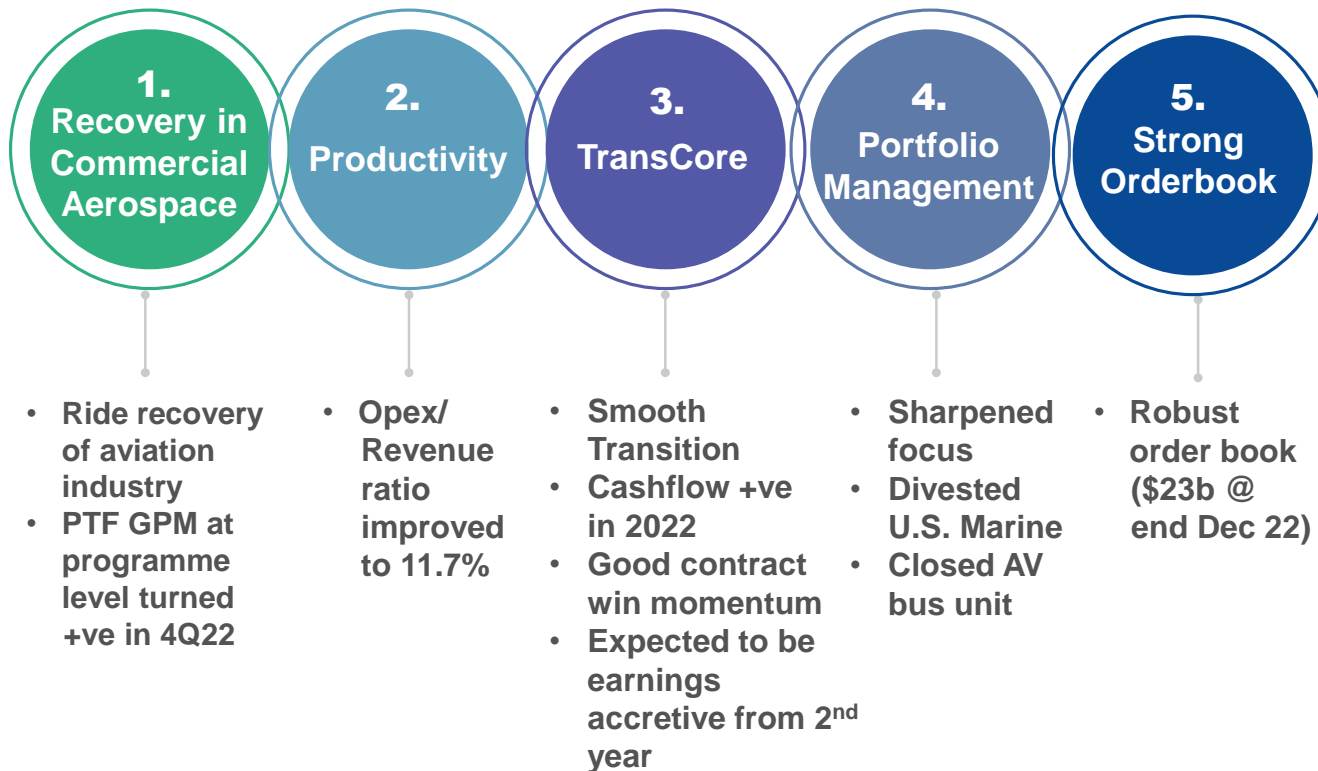 1.
Recovery in
Commercial
Aerospace
2.
Productivity
3.
TransCore
4.
Portfolio
Management
5.
Strong
Orderbook
• Ride recovery
of aviation
industry
• PTF GPM at
programme
level turned
+ve in 4Q22
• Opex/
Revenue
ratio
improved
to 11.7%
• Smooth
Transition
• Cashflow +ve
in 2022
• Good contract
win momentum
• Expected to be
earnings
accretive from 2nd
year
• Sharpened
focus
• Divested
U.S. Marine
• Closed AV
bus unit
• Robust
order book
($23b @
end Dec 22)